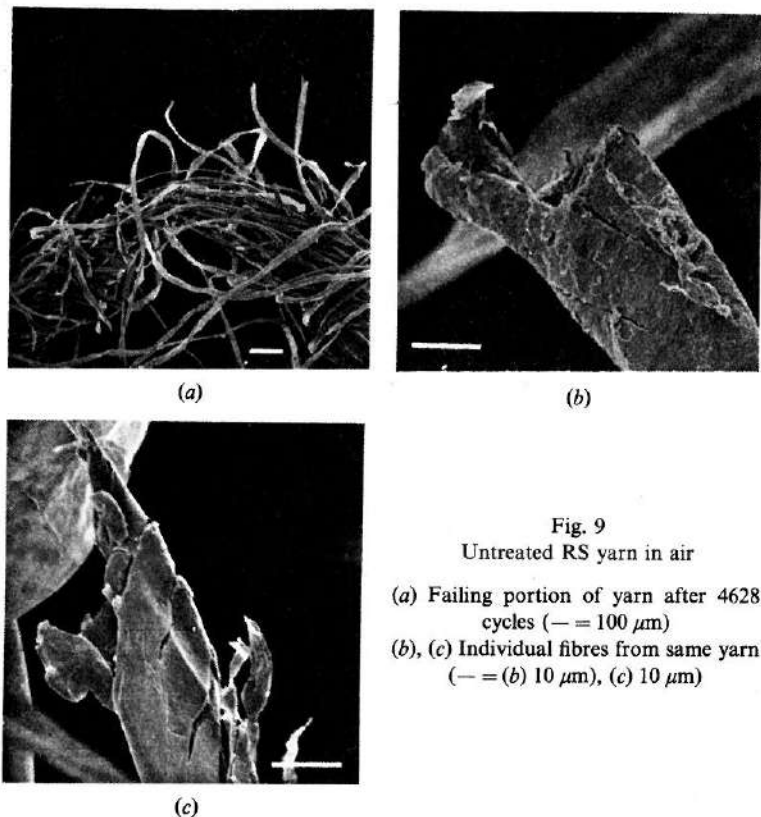 (a)
(b)
(c)
Fig. 9
Untreated RS yarn in air
(a) Failing portion of yarn after 4628
cycles (— = 100 μm)
(b), (c) Individual fibres from same yarn
(— = (b) 10 μm), (c) 10 μm)